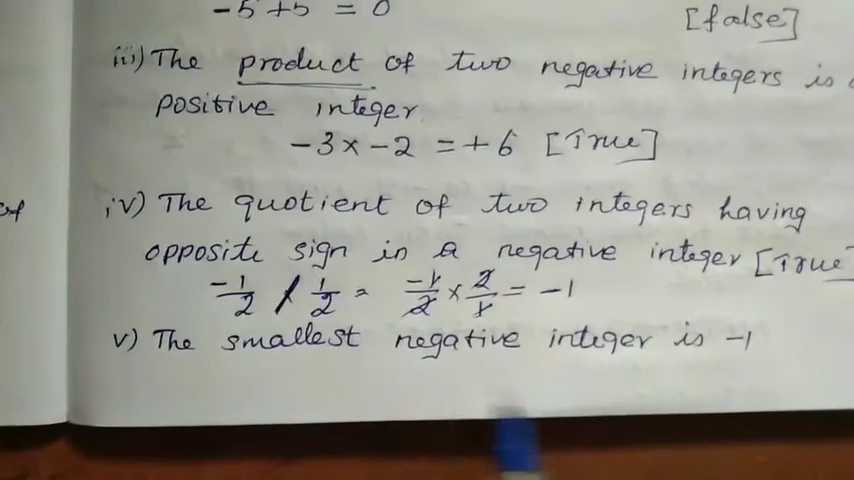 -5 +5 = 0
[false]
iii) The product of two negative integers is
positive integer
-3 x -2 = +6 [True]
iv) The quotient of two integers having
opposite sign is a negative integer [True
-1/2 / 1/2 = -1/2 x 2/1 = -1
v) The smallest negative integer is -1